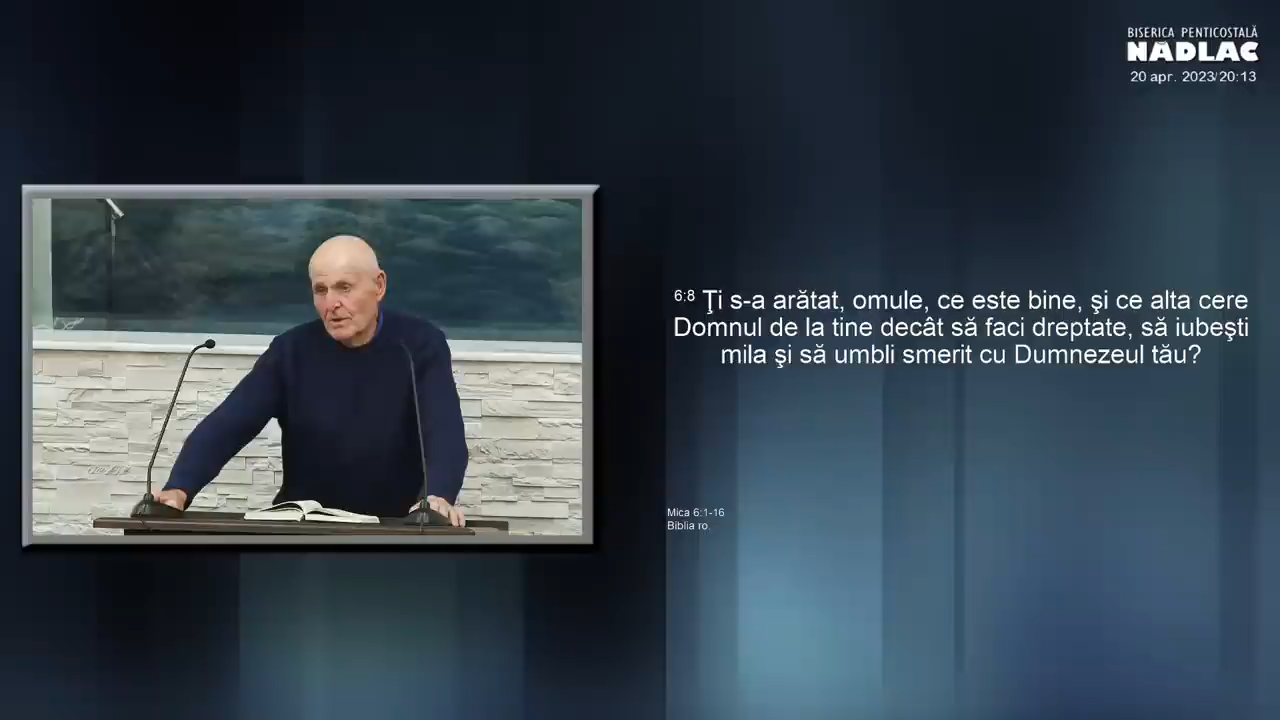 BISERICA PENTICOSTALĂ
NĂDLAC
20 apr. 2023/20:13
6:8 Ţi s-a arătat, omule, ce este bine, şi ce alta cere
Domnul de la tine decât să faci dreptate, să iubeşti
mila şi să umbli smerit cu Dumnezeul tău?
Mica 6:1-16
Biblia ro.